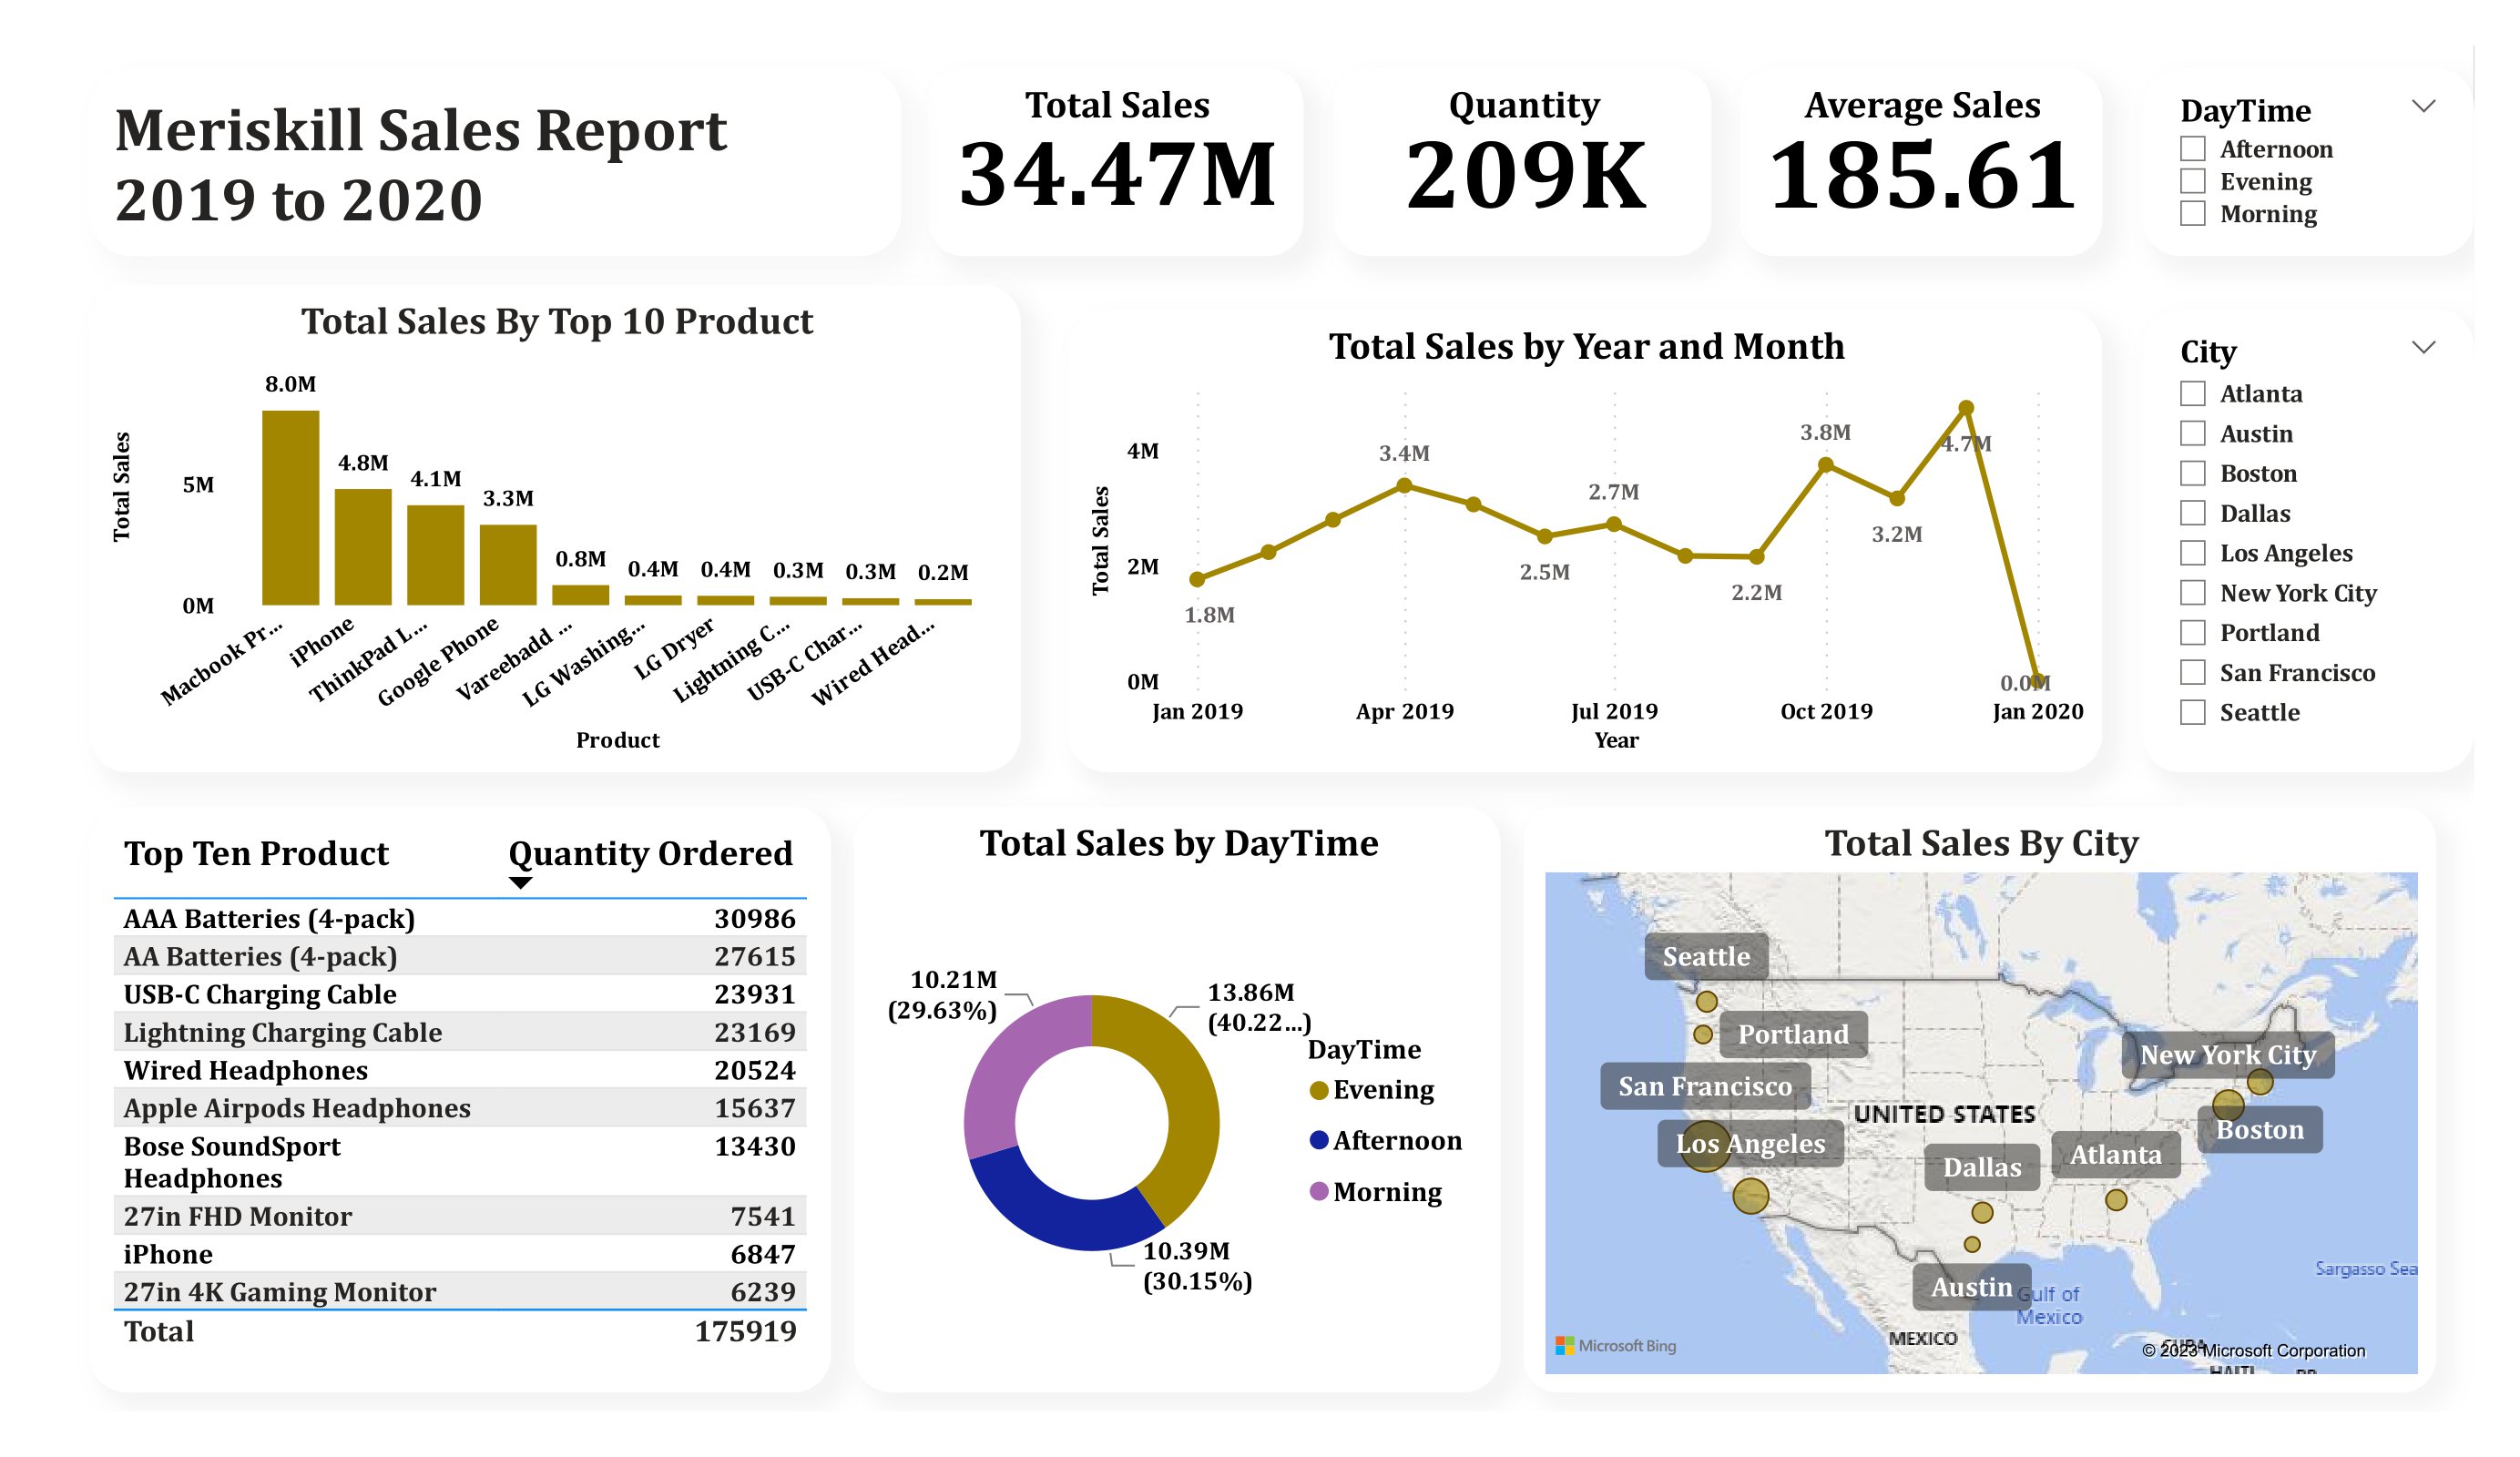 Meriskill Sales Report
2019 to 2020
Total Sales
34.47M
Quantity
209K
Average Sales
185.61
DayTime
Afternoon
Evening
Morning
Total Sales By Top 10 Product
Total Sales
5M
0M
8.0M
4.8M
4.1M
3.3M
0.8M
0.4M
0.4M
0.3M
0.3M
0.2M
Macbook Pr...
iPhone
ThinkPad L...
Google Phone
Vareebadd ...
LG Washing...
LG Dryer
Lightning C...
USB-C Char...
Wired Head...
Product
Total Sales by Year and Month
Total Sales
4M
2M
0M
1.8M
3.4M
2.5M
2.7M
2.2M
3.8M
3.2M
4.7M
0.0M
Jan 2019
Apr 2019
Jul 2019
Oct 2019
Jan 2020
Year
City
Atlanta
Austin
Boston
Dallas
Los Angeles
New York City
Portland
San Francisco
Seattle
Top Ten Product Quantity Ordered
AAA Batteries (4-pack) 30986
AA Batteries (4-pack) 27615
USB-C Charging Cable 23931
Lightning Charging Cable 23169
Wired Headphones 20524
Apple Airpods Headphones 15637
Bose SoundSport 13430
Headphones
27in FHD Monitor 7541
iPhone 6847
27in 4K Gaming Monitor 6239
Total 175919
Total Sales by DayTime
10.21M
(29.63%)
13.86M
(40.22...)
10.39M
(30.15%)
DayTime
Evening
Afternoon
Morning
Total Sales By City
Seattle
Portland
New York City
San Francisco
UNITED STATES
Boston
Los Angeles
Atlanta
Dallas
Sargasso Sea
Austin
Gulf of
Mexico
MEXICO
Microsoft Bing
CUBA
© 2023 Microsoft Corporation
HAITI